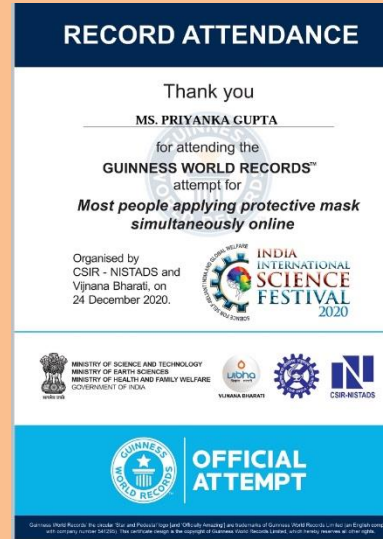 RECORD ATTENDANCE
Thank you
MS. PRIYANKA GUPTA
for attending the
GUINNESS WORLD RECORDS™
attempt for
Most people applying protective mask
simultaneously online
Organised by
CSIR - NISTADS and
Vijnana Bharati, on
24 December 2020.
INDIA
INTERNATIONAL
SCIENCE
FESTIVAL
2020
MINISTRY OF SCIENCE AND TECHNOLOGY
MINISTRY OF EARTH SCIENCES
MINISTRY OF HEALTH AND FAMILY WELFARE
GOVERNMENT OF INDIA
vibha
VIJNANA BHARATI
CSIR-NISTADS
GUINNESS
WORLD RECORDS
OFFICIAL
ATTEMPT